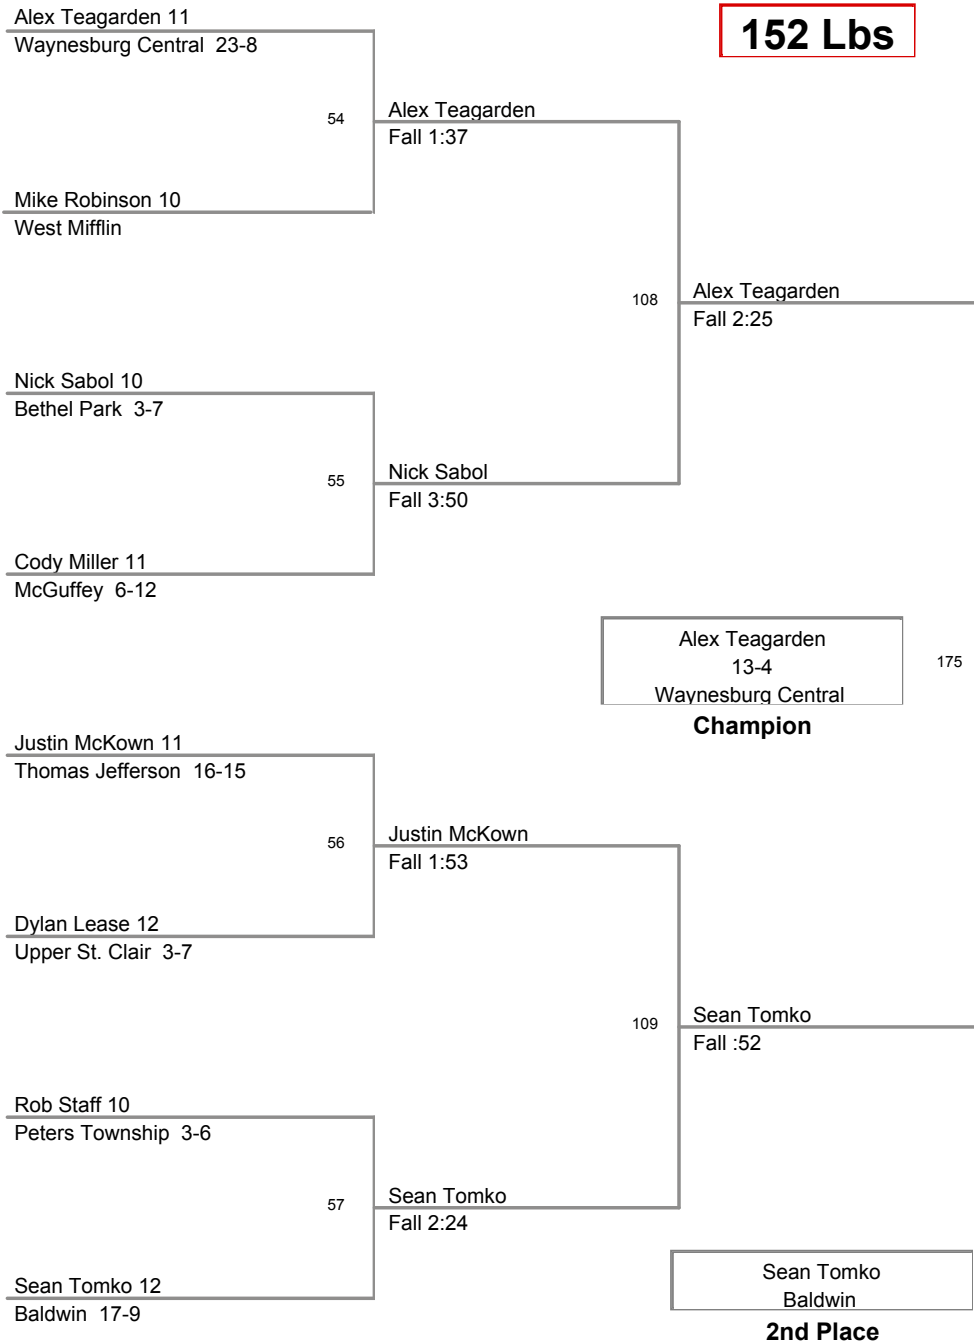 Alex Teagarden 11
Waynesburg Central 23-8
152 Lbs
54
Alex Teagarden
Fall 1:37
Mike Robinson 10
West Mifflin
108
Alex Teagarden
Fall 2:25
Nick Sabol 10
Bethel Park 3-7
55
Nick Sabol
Fall 3:50
Cody Miller 11
McGuffey 6-12
Alex Teagarden
13-4
Waynesburg Central
175
Champion
Justin McKown 11
Thomas Jefferson 16-15
56
Justin McKown
Fall 1:53
Dylan Lease 12
Upper St. Clair 3-7
109
Sean Tomko
Fall :52
Rob Staff 10
Peters Township 3-6
57
Sean Tomko
Fall 2:24
Sean Tomko 12
Baldwin 17-9
Sean Tomko
Baldwin
2nd Place